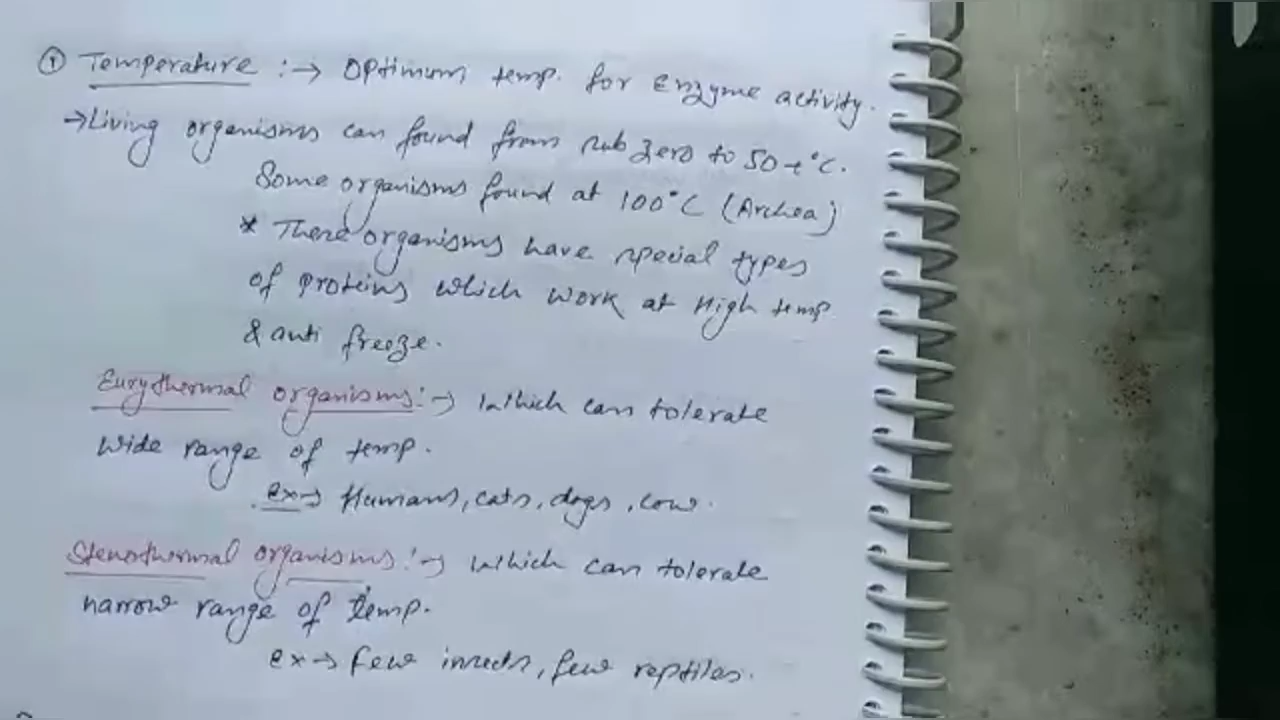 ① Temperature :→ Optimum temp. for Enzyme activity.
→Living organisms can found from sub zero to 50+°C.
Some organisms found at 100°C (Archea)
* These organisms have special types
of proteins which work at High temp
& anti freeze.
Eurythermal organisms:→ Which can tolerate
Wide range of temp.
ex→ Humans, cats, dogs, cow.
Stenothermal organisms:→ Which can tolerate
narrow range of temp.
ex→ few insects, few reptiles.